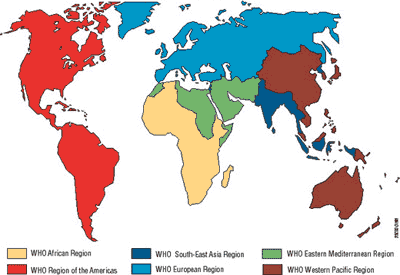 WHO African Region
WHO South-East Asia Region
WHO Eastern Mediterranean Region
WHO Region of the Americas
WHO European Region
WHO Western Pacific Region